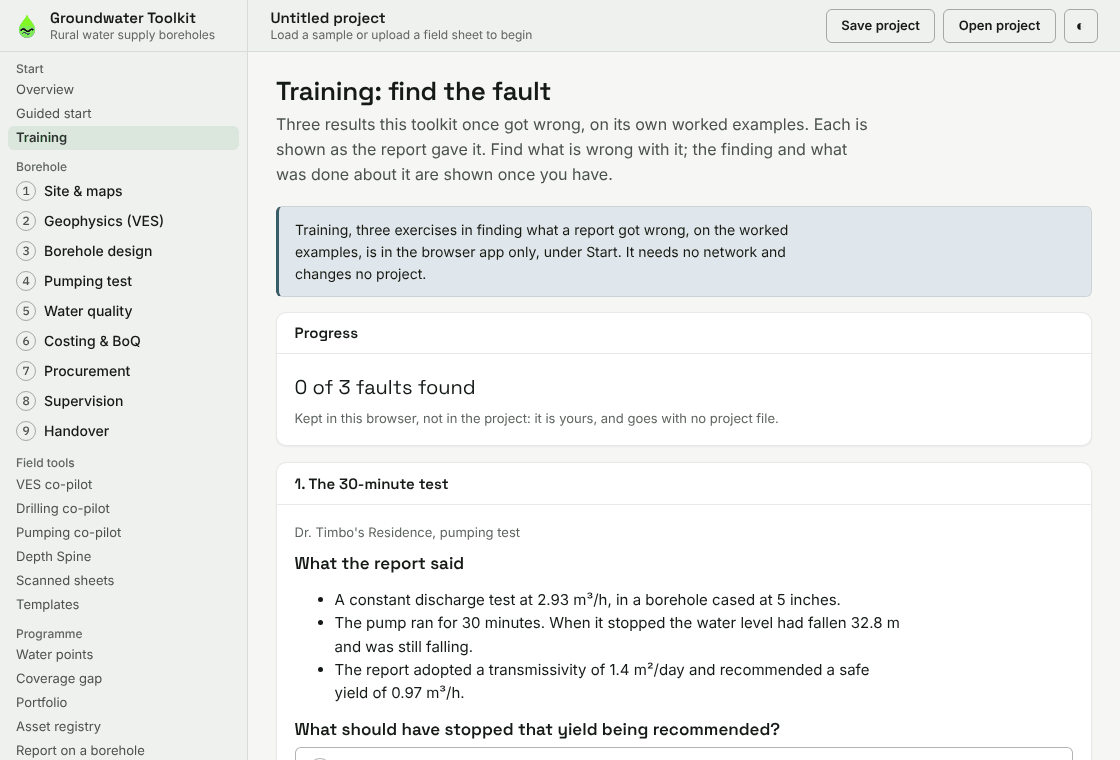 Groundwater Toolkit
Rural water supply boreholes
Untitled project
Load a sample or upload a field sheet to begin
Save project
Open project
Start
Overview
Guided start
Training
Borehole
1 Site & maps
2 Geophysics (VES)
3 Borehole design
4 Pumping test
5 Water quality
6 Costing & BoQ
7 Procurement
8 Supervision
9 Handover
Field tools
VES co-pilot
Drilling co-pilot
Pumping co-pilot
Depth Spine
Scanned sheets
Templates
Programme
Water points
Coverage gap
Portfolio
Asset registry
Report on a borehole
Training: find the fault
Three results this toolkit once got wrong, on its own worked examples. Each is
shown as the report gave it. Find what is wrong with it; the finding and what
was done about it are shown once you have.
Training, three exercises in finding what a report got wrong, on the worked
examples, is in the browser app only, under Start. It needs no network and
changes no project.
Progress
0 of 3 faults found
Kept in this browser, not in the project: it is yours, and goes with no project file.
1. The 30-minute test
Dr. Timbo's Residence, pumping test
What the report said
• A constant discharge test at 2.93 m³/h, in a borehole cased at 5 inches.
• The pump ran for 30 minutes. When it stopped the water level had fallen 32.8 m
and was still falling.
• The report adopted a transmissivity of 1.4 m²/day and recommended a safe
yield of 0.97 m³/h.
What should have stopped that yield being recommended?